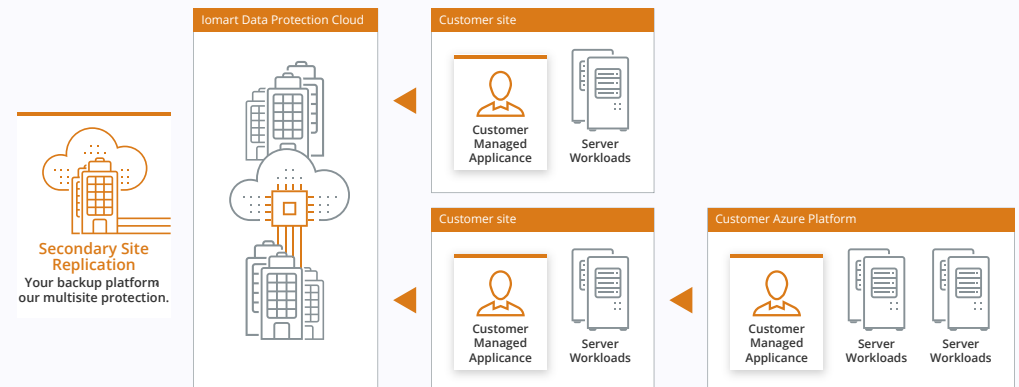 Iomart Data Protection Cloud
Customer site
Customer
Managed
Applicance
Server
Workloads
Secondary Site
Replication
Your backup platform
our multisite protection.
Customer site
Customer
Managed
Applicance
Server
Workloads
Customer Azure Platform
Customer
Managed
Applicance
Server
Workloads
Server
Workloads